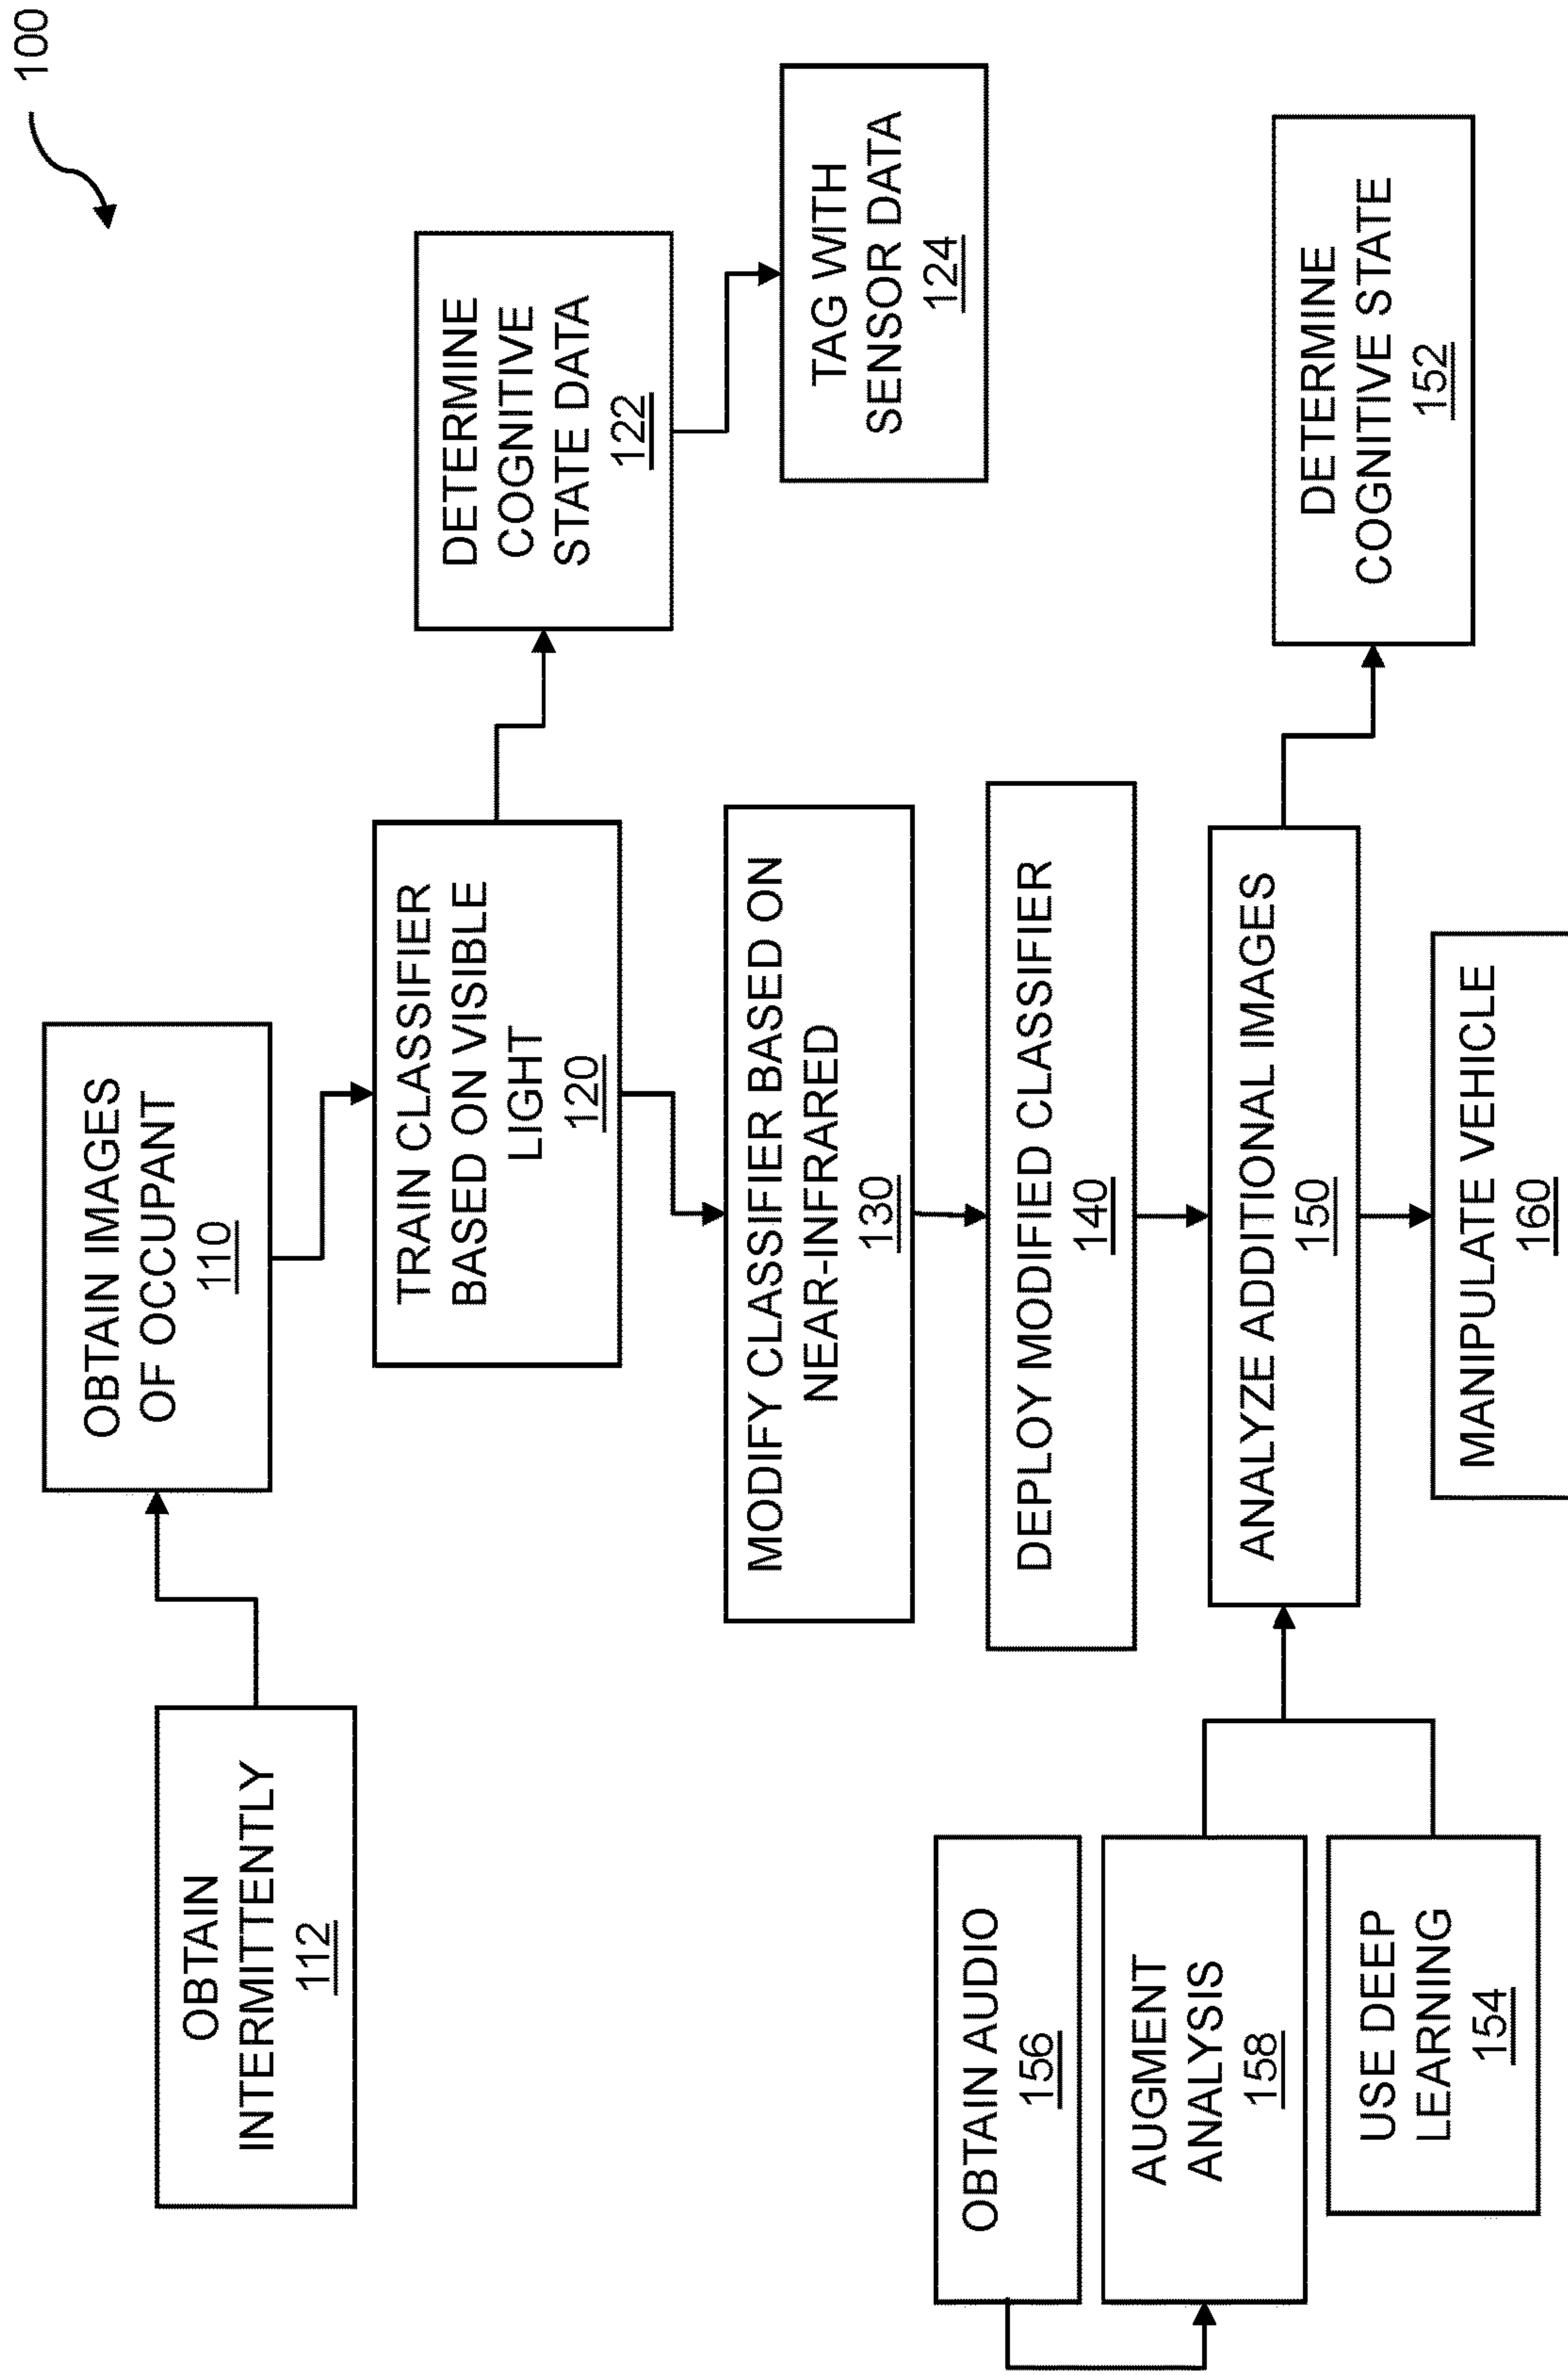 100
OBTAIN IMAGES
OF OCCUPANT
110
OBTAIN
INTERMITTENTLY
112
TRAIN CLASSIFIER
BASED ON VISIBLE
LIGHT
120
DETERMINE
COGNITIVE
STATE DATA
122
TAG WITH
SENSOR DATA
124
MODIFY CLASSIFIER BASED ON
NEAR-INFRARED
130
DEPLOY MODIFIED CLASSIFIER
140
OBTAIN AUDIO
156
AUGMENT
ANALYSIS
158
USE DEEP
LEARNING
154
ANALYZE ADDITIONAL IMAGES
150
DETERMINE
COGNITIVE STATE
152
MANIPULATE VEHICLE
160